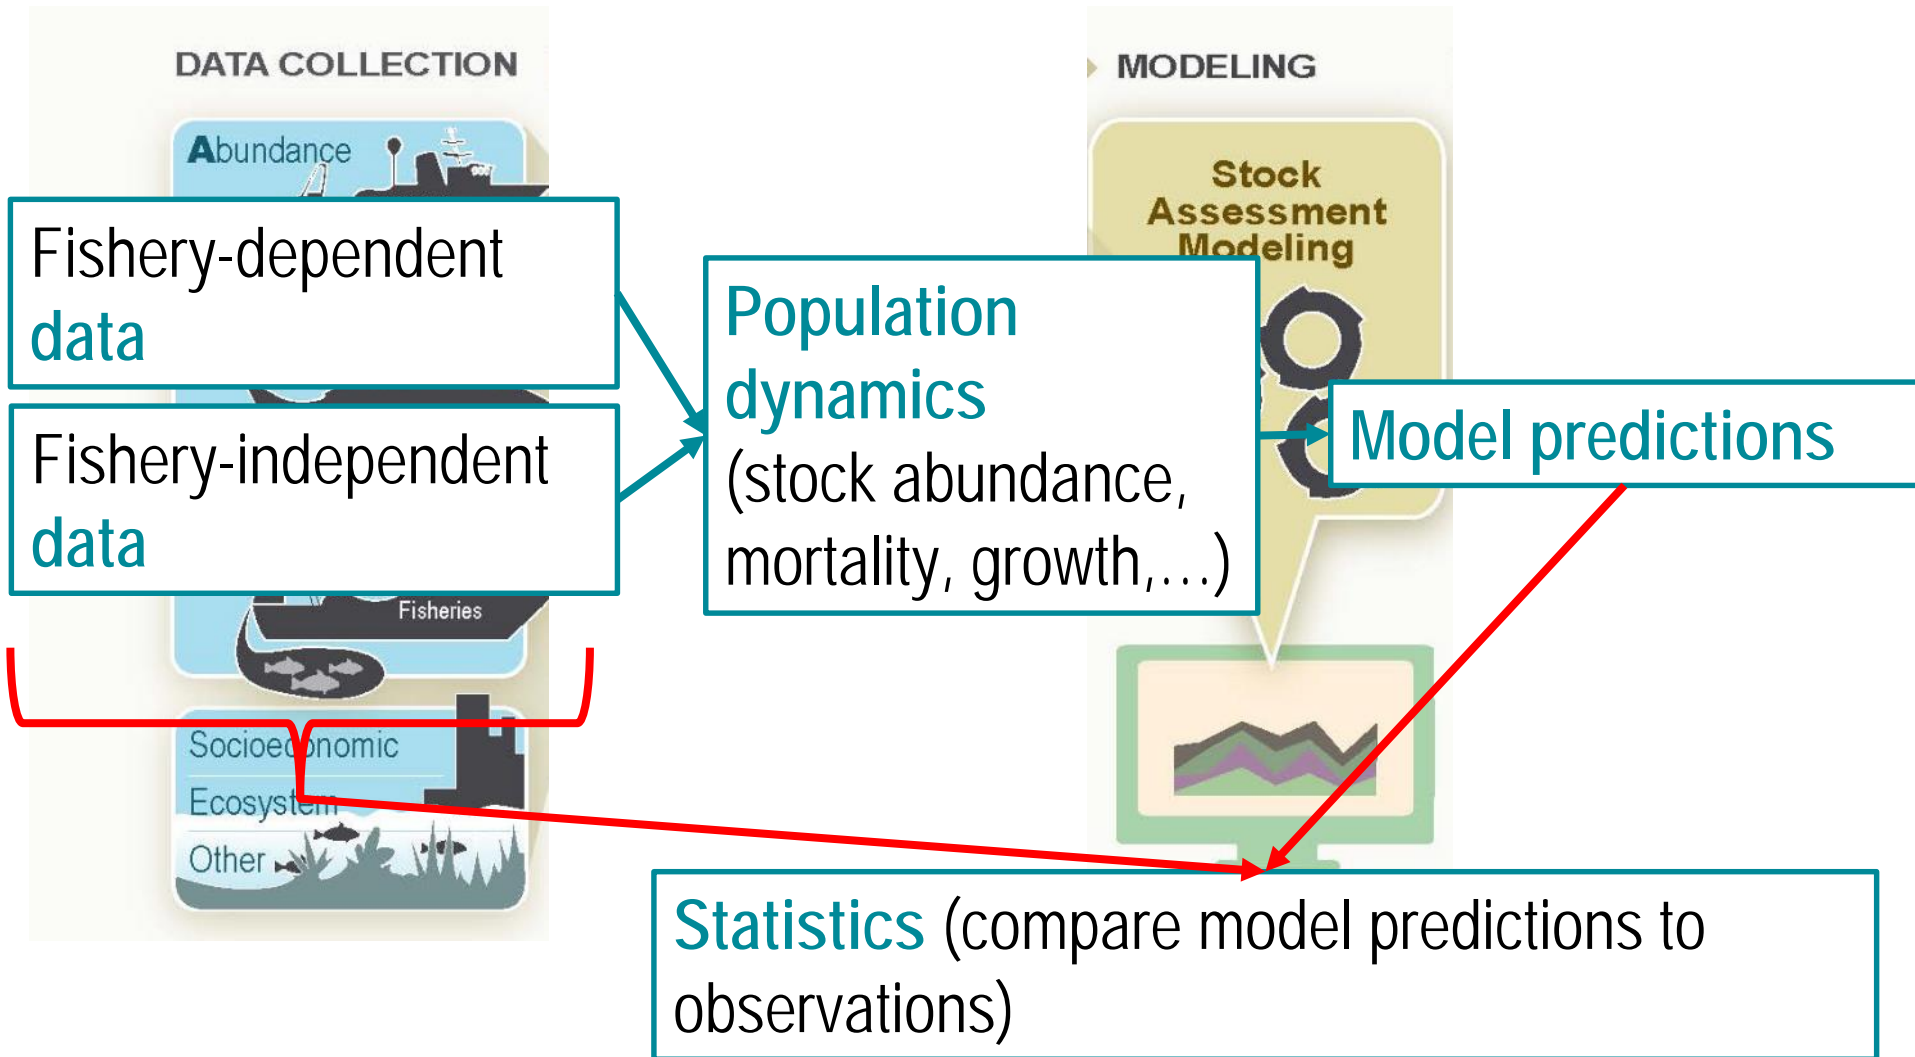 DATA COLLECTION
MODELING
Abundance
Stock
Assessment
Modeling
Fishery-dependent
data
Fishery-independent
data
Population
dynamics
(stock abundance,
mortality, growth,…)
Model predictions
Fisheries
Socioeconomic
Ecosystem
Other
Statistics (compare model predictions to
observations)